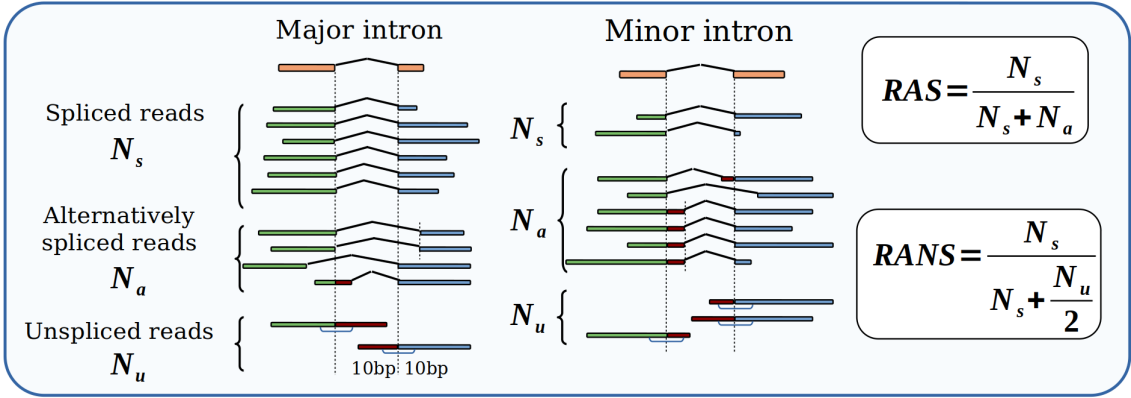 Major intron
Spliced reads
N_s
Alternatively
spliced reads
N_a
Unspliced reads
N_u
10bp 10bp
Minor intron
N_s
N_a
N_u
RAS = N_s / (N_s + N_a)
RANS = N_s / (N_s + N_u / 2)